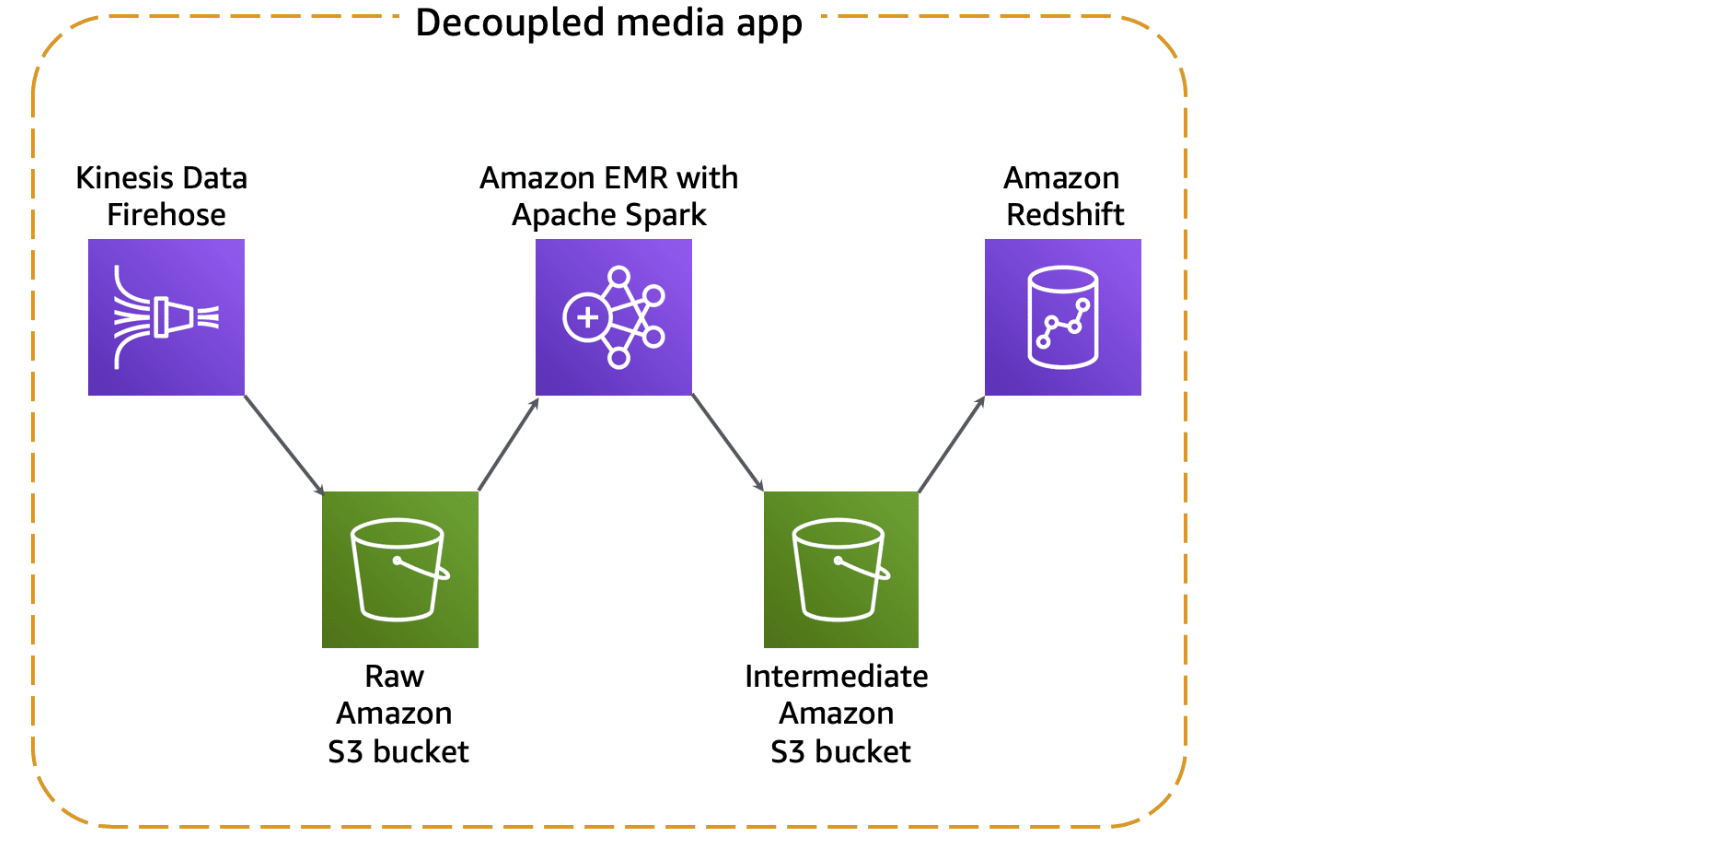 Decoupled media app
Kinesis Data
Firehose
Amazon EMR with
Apache Spark
Amazon
Redshift
Raw
Amazon
S3 bucket
Intermediate
Amazon
S3 bucket